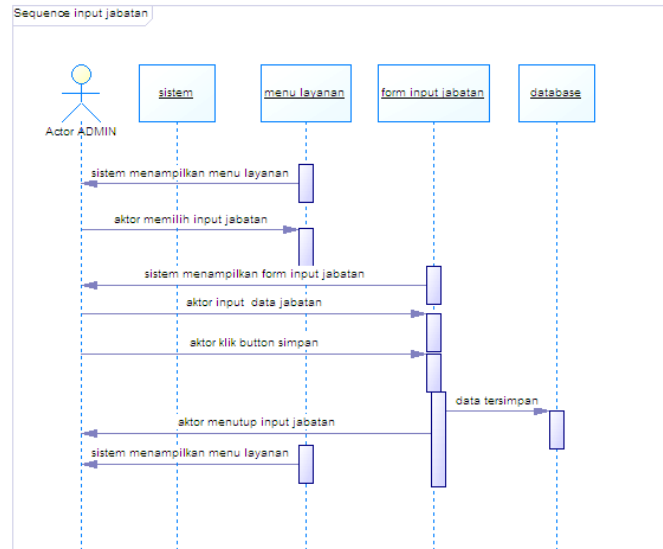 Sequence input jabatan
sistem
menu layanan
form input jabatan
database
Actor ADMIN
sistem menampilkan menu layanan
aktor memilih input jabatan
sistem menampilkan form input jabatan
aktor input data jabatan
aktor klik button simpan
data tersimpan
aktor menutup input jabatan
sistem menampilkan menu layanan